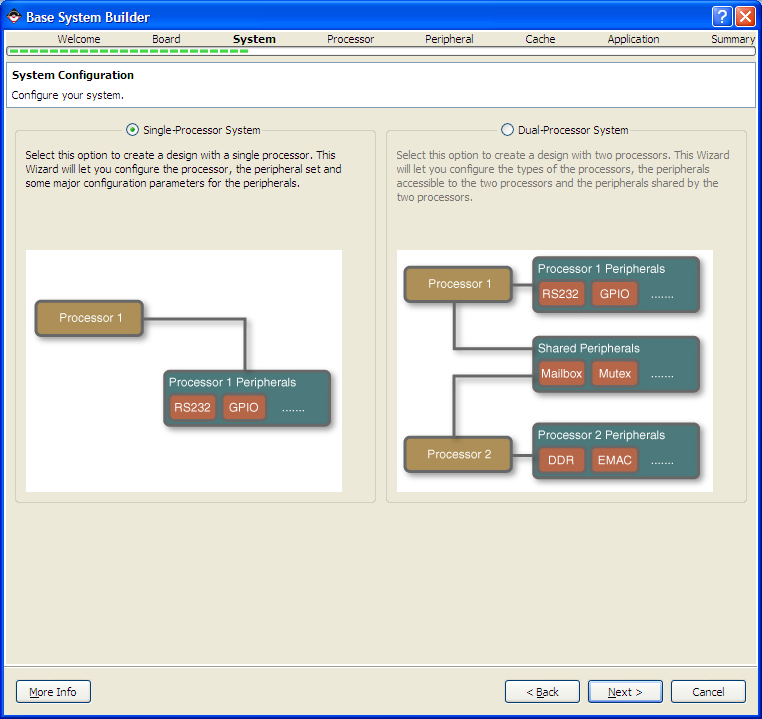 Base System Builder
Welcome Board System Processor Peripheral Cache Application Summary
System Configuration
Configure your system.
Single-Processor System
Select this option to create a design with a single processor. This
Wizard will let you configure the processor, the peripheral set and
some major configuration parameters for the peripherals.
Processor 1
Processor 1 Peripherals
RS232 GPIO .......
Dual-Processor System
Select this option to create a design with two processors. This Wizard
will let you configure the types of the processors, the peripherals
accessible to the two processors and the peripherals shared by the
two processors.
Processor 1
Processor 1 Peripherals
RS232 GPIO .......
Shared Peripherals
Mailbox Mutex .......
Processor 2
Processor 2 Peripherals
DDR EMAC .......
More Info
< Back
Next >
Cancel